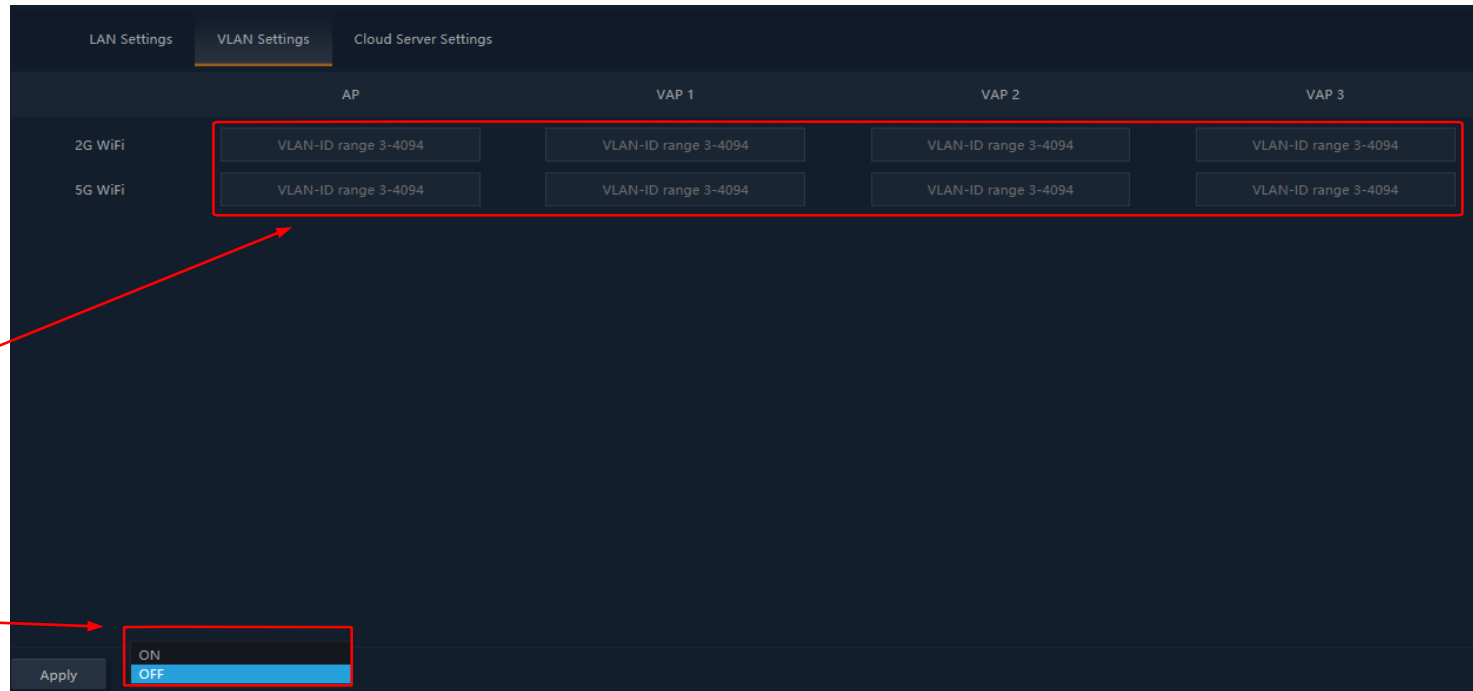 LAN Settings VLAN Settings Cloud Server Settings
AP VAP 1 VAP 2 VAP 3
2G WiFi VLAN-ID range 3-4094 VLAN-ID range 3-4094 VLAN-ID range 3-4094 VLAN-ID range 3-4094
5G WiFi VLAN-ID range 3-4094 VLAN-ID range 3-4094 VLAN-ID range 3-4094 VLAN-ID range 3-4094
ON
Apply OFF